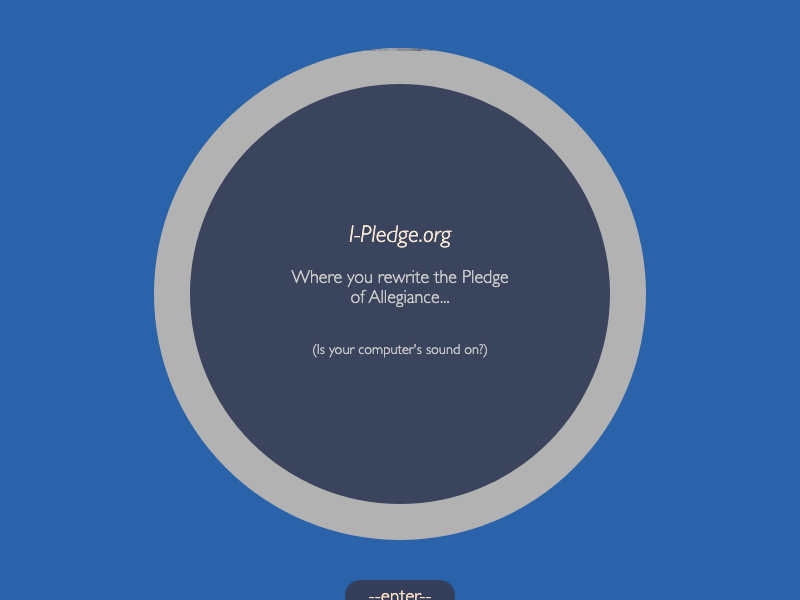 I-Pledge.org
Where you rewrite the Pledge
of Allegiance...
(Is your computer's sound on?)
--enter--